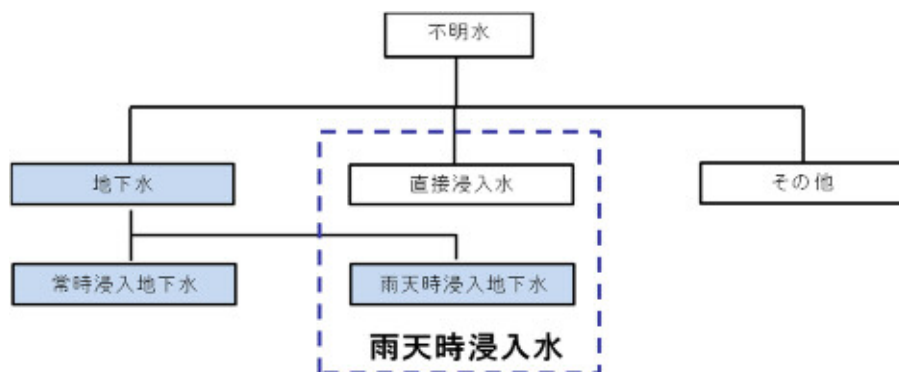 不明水
地下水
直接浸入水
その他
常時浸入地下水
雨天時浸入地下水
雨天時浸入水